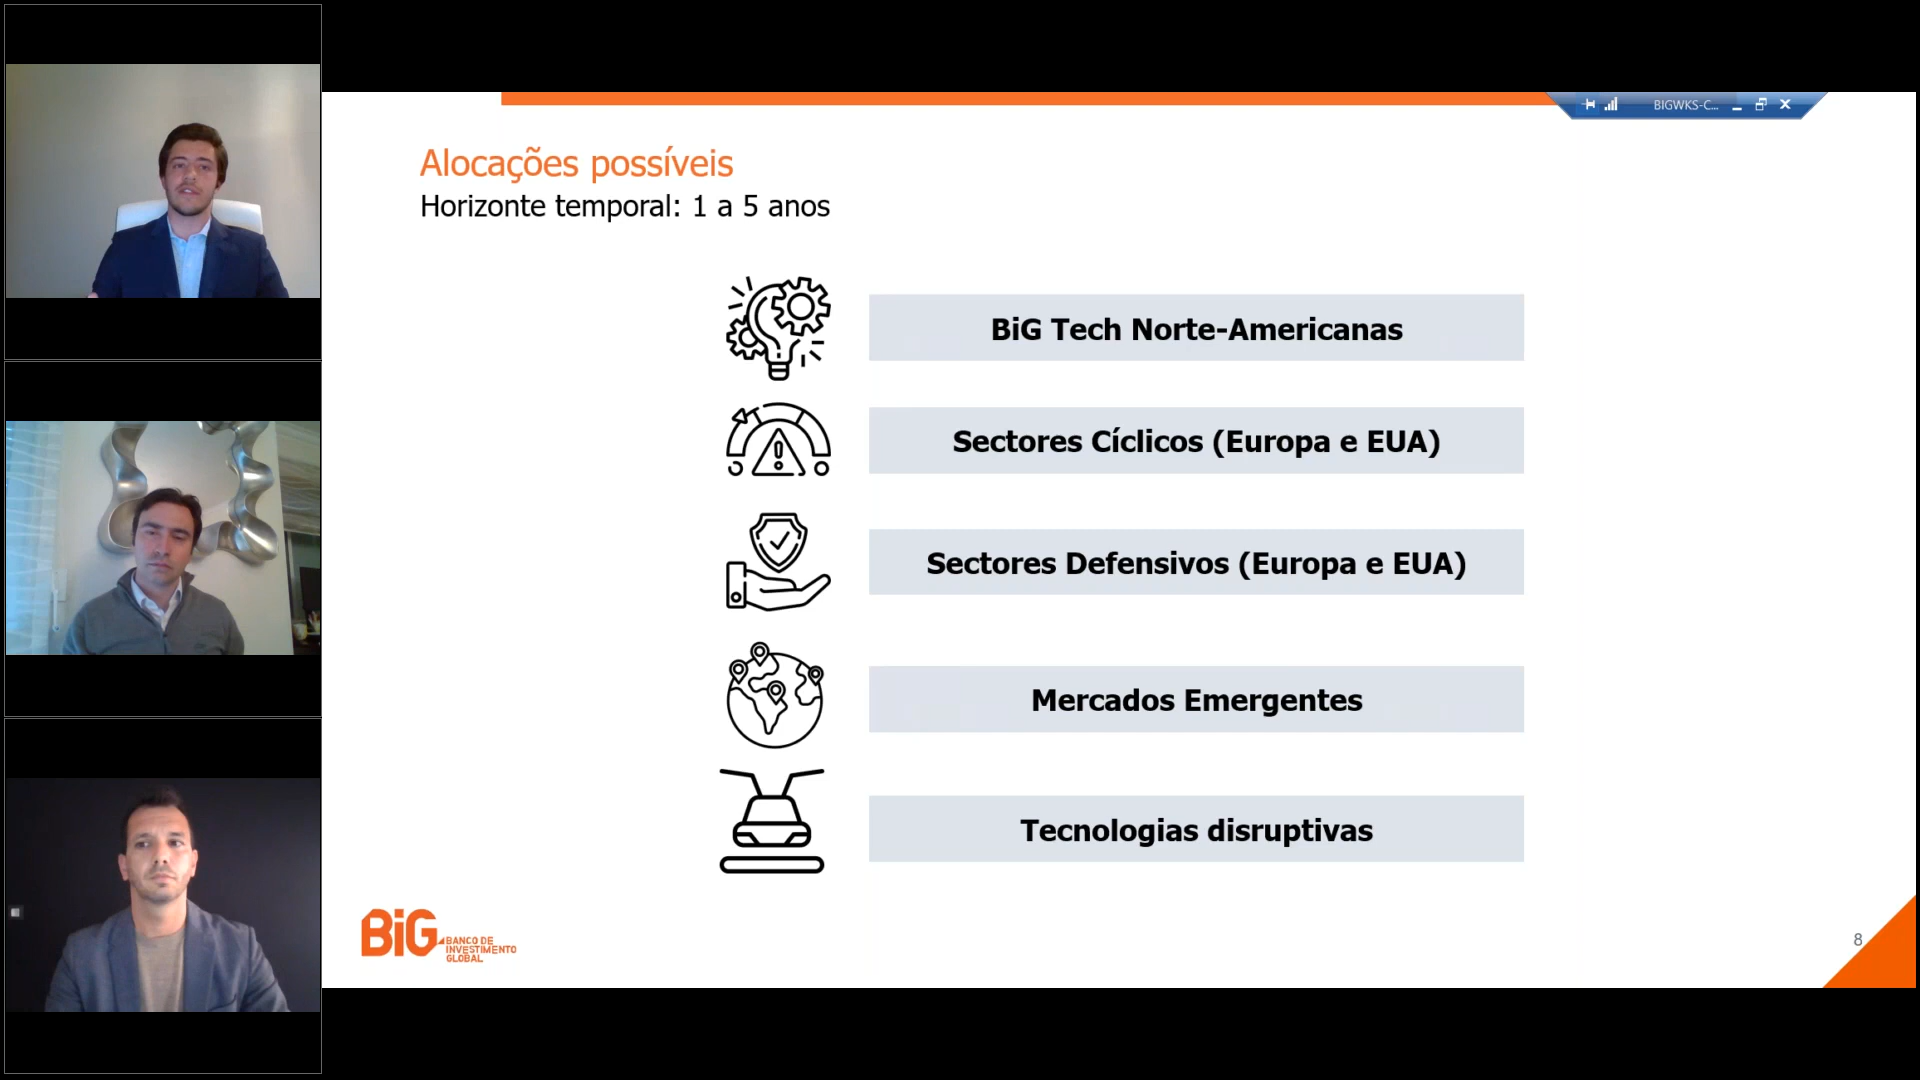 BIGWKS-C...
Alocações possíveis
Horizonte temporal: 1 a 5 anos
BiG Tech Norte-Americanas
Sectores Cíclicos (Europa e EUA)
Sectores Defensivos (Europa e EUA)
Mercados Emergentes
Tecnologias disruptivas
BiG
BANCO DE
INVESTIMENTO
GLOBAL
8